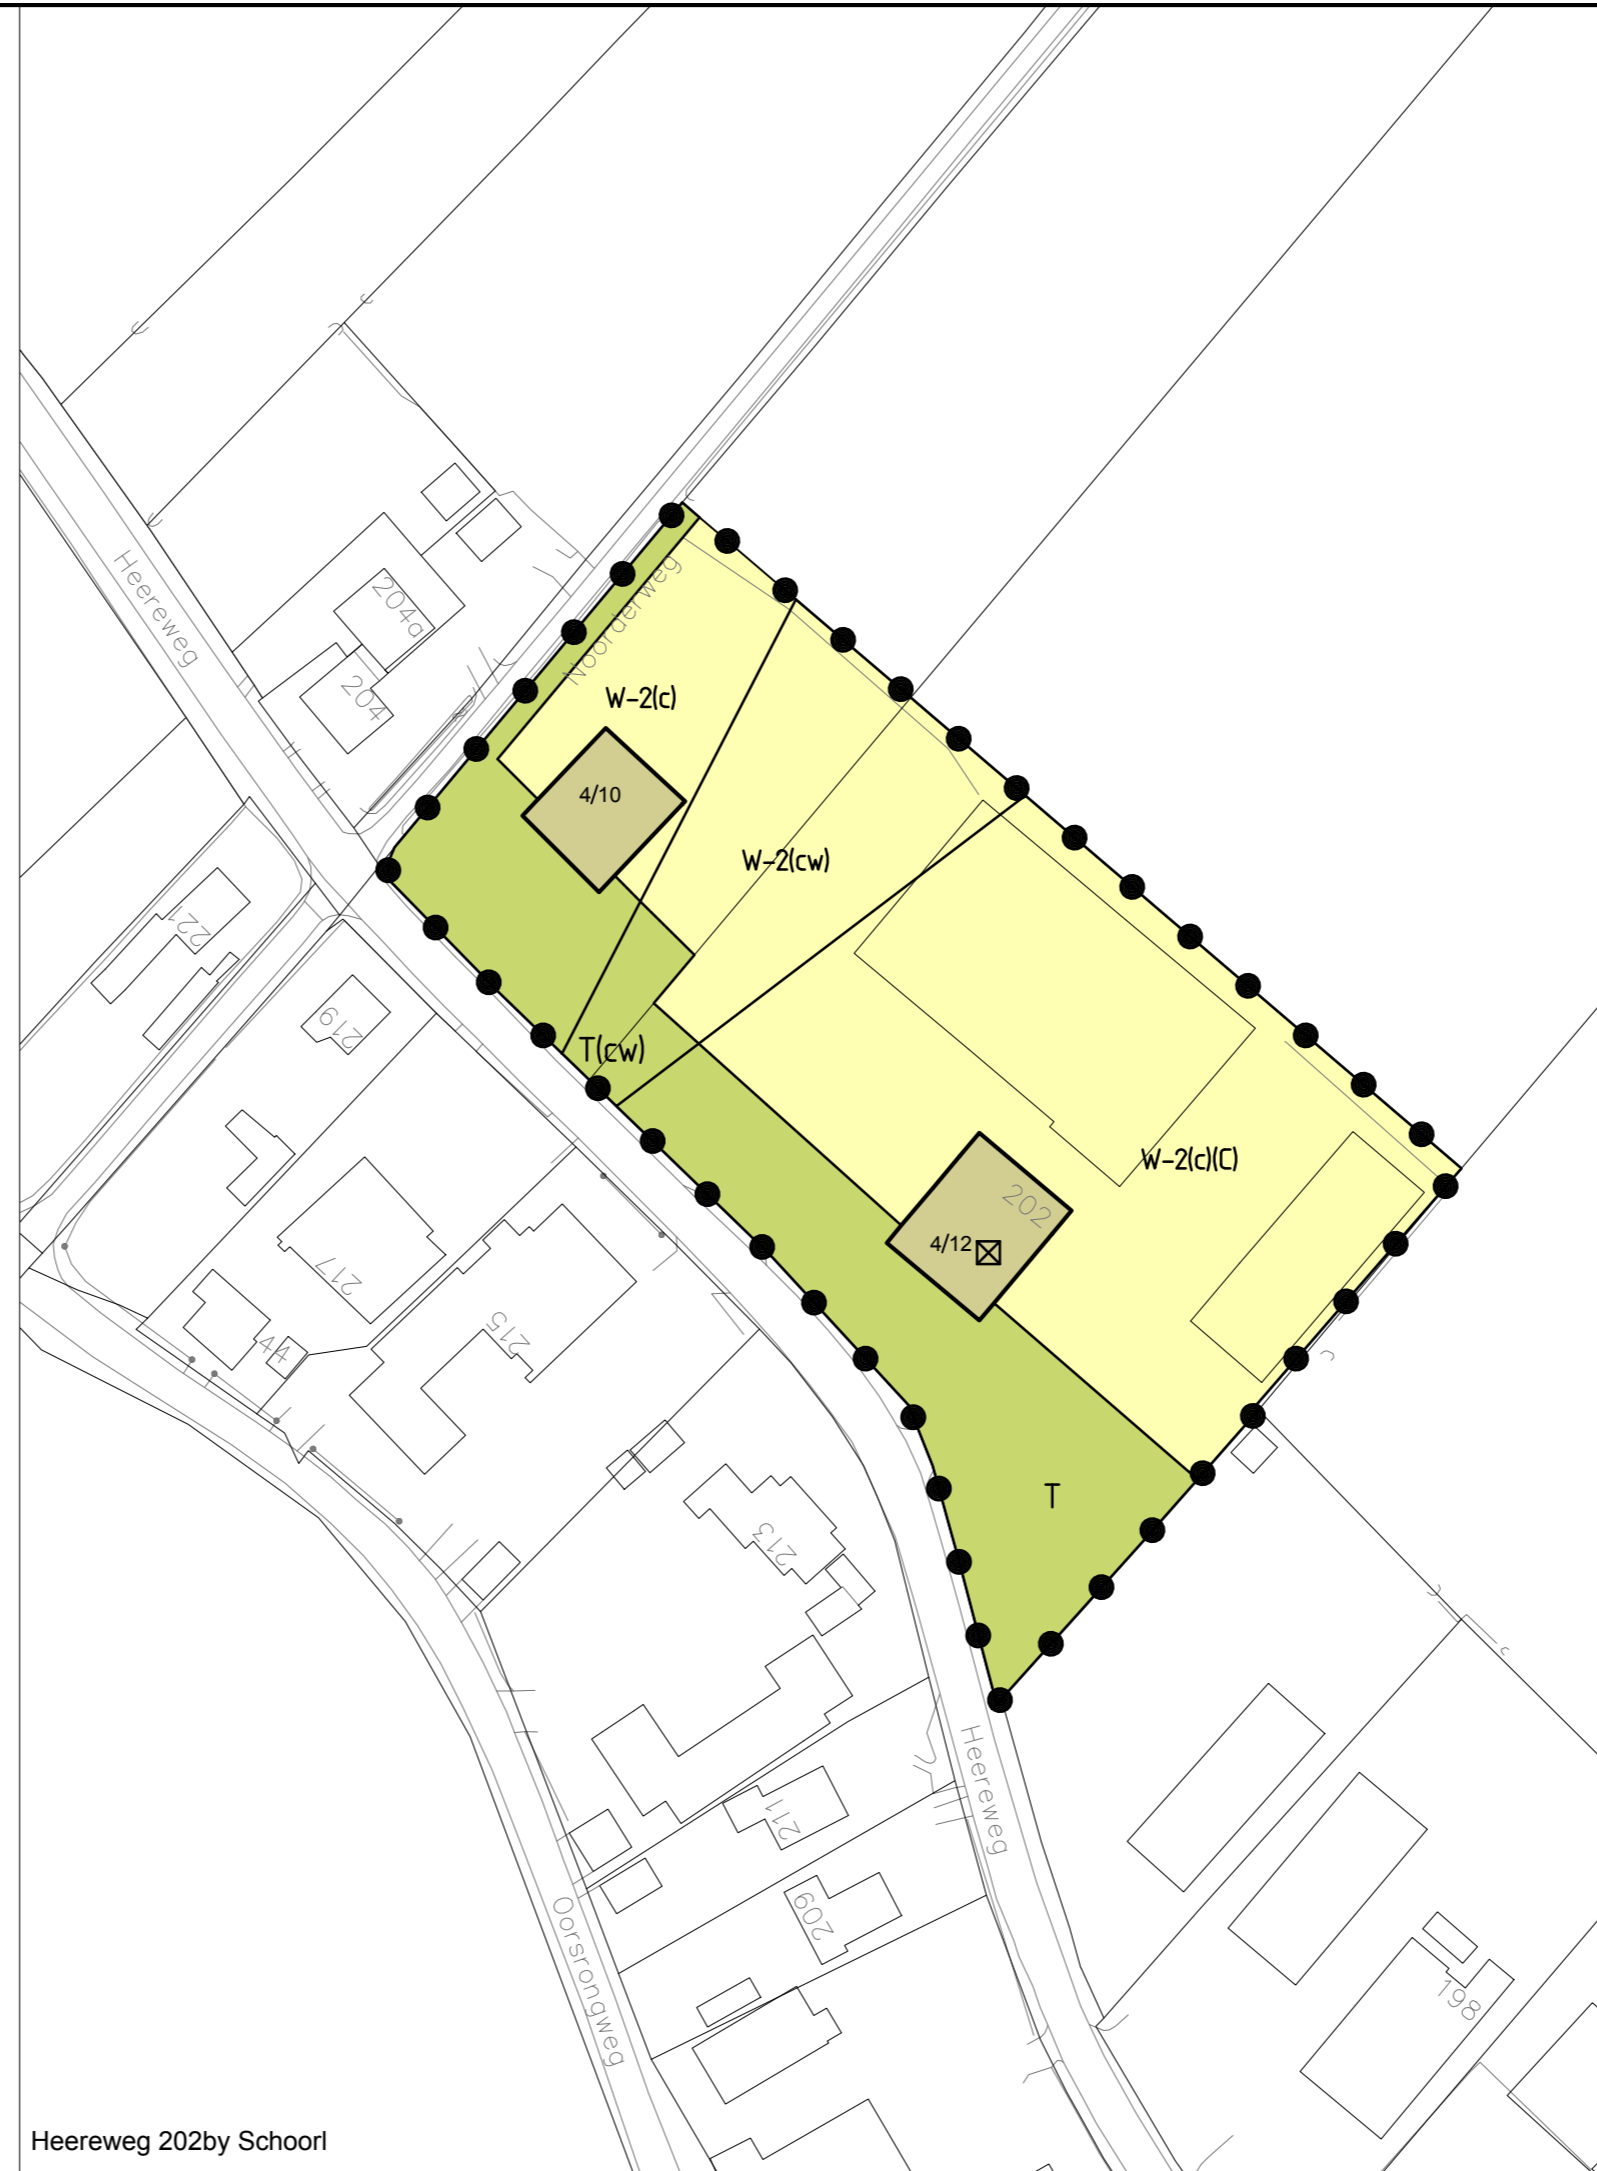 Heereweg
204a
204
Noorderweg
W-2(c)
4/10
W-2(cw)
221
219
T(cw)
W-2(c)(C)
202
4/12
217
215
44
T
213
Heereweg
211
209
Oorsrongweg
198
Heereweg 202by Schoorl